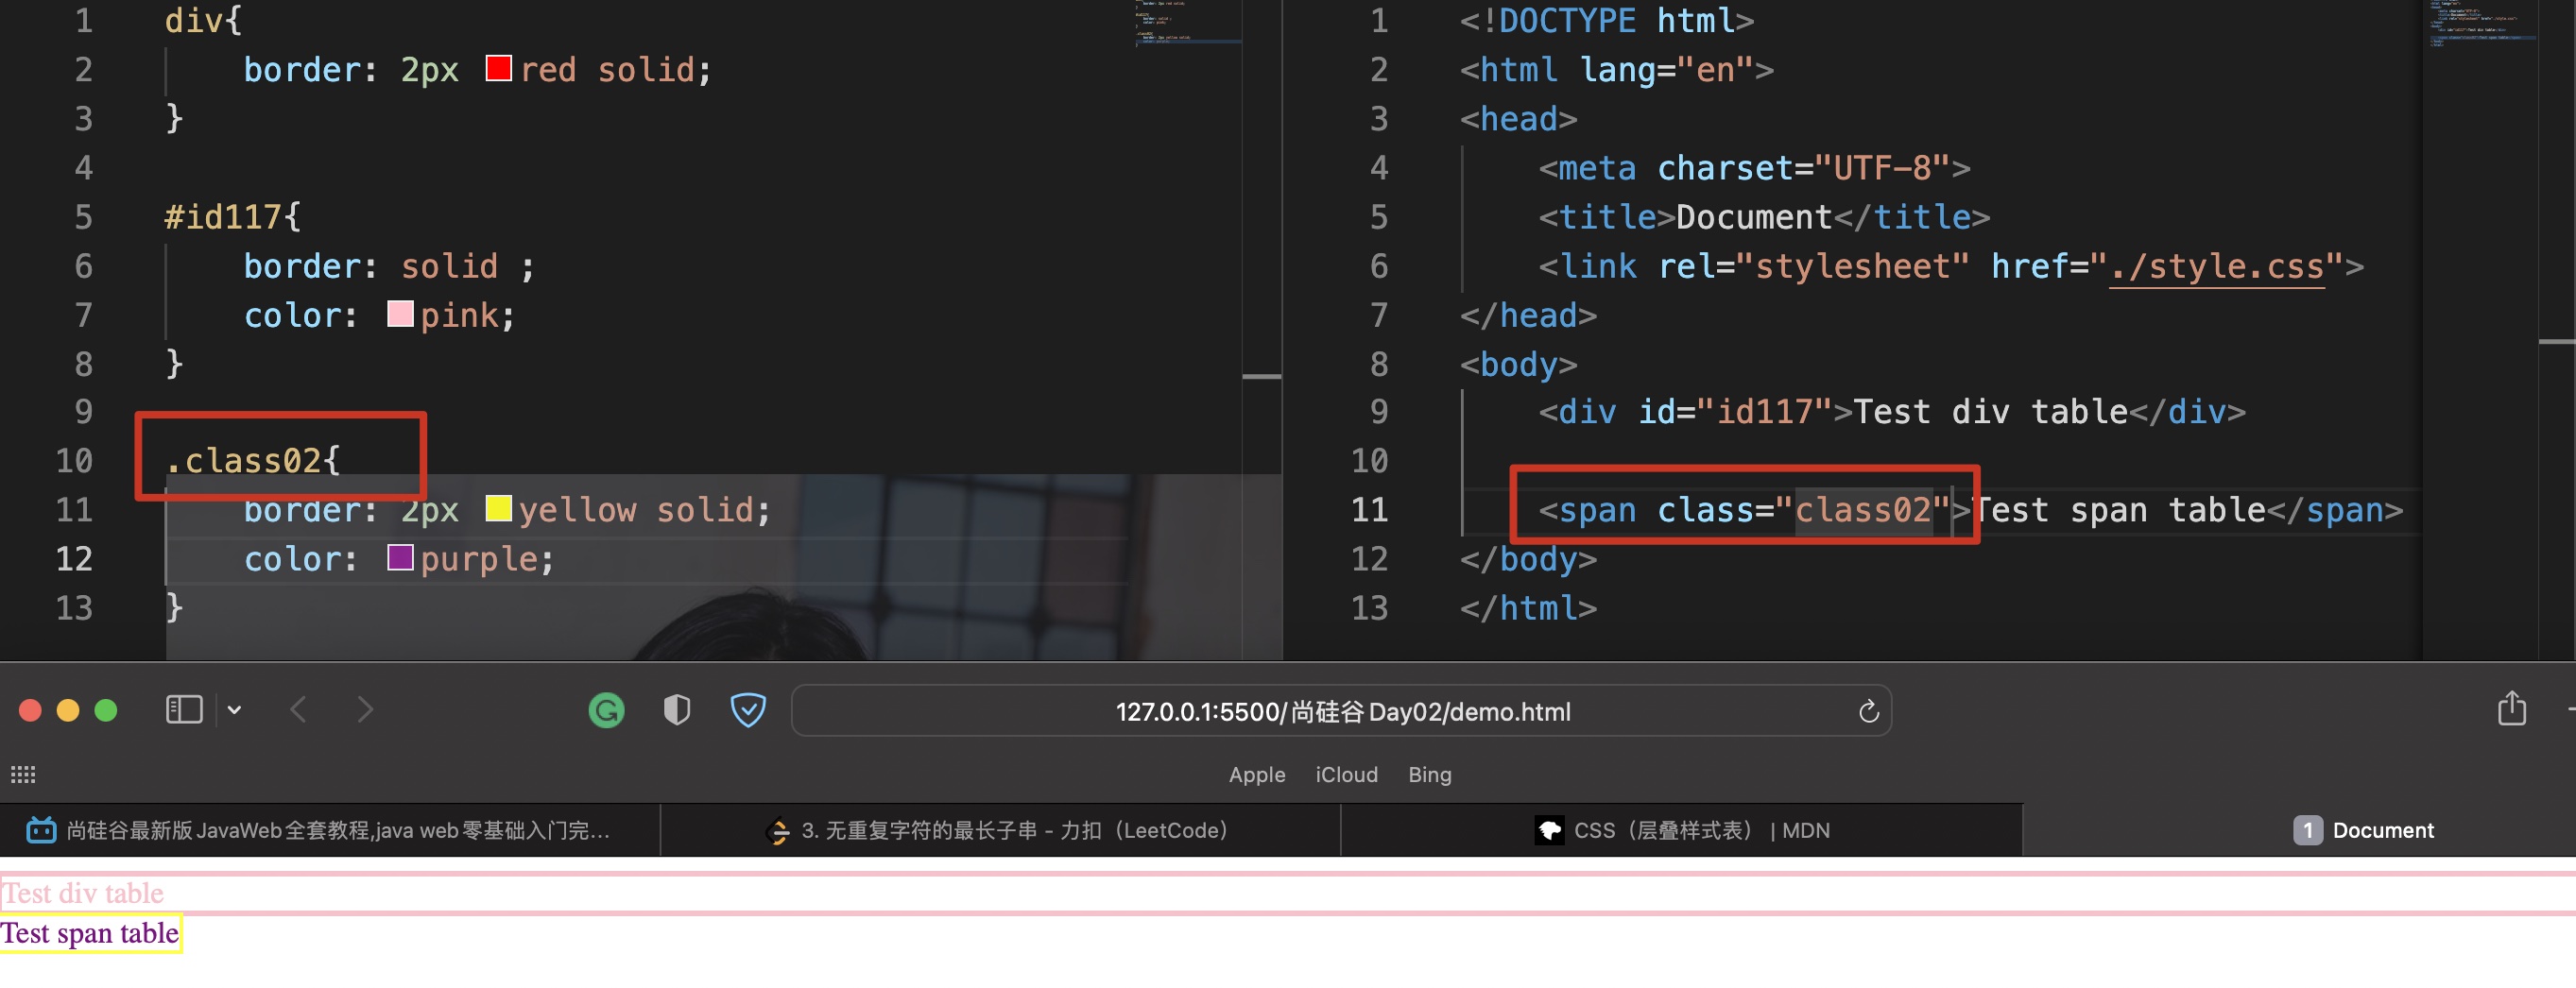 1 div{
2 border: 2px red solid;
3 }
4
5 #id117{
6 border: solid ;
7 color: pink;
8 }
9
10 .class02{
11 border: 2px yellow solid;
12 color: purple;
13 }
1 <!DOCTYPE html>
2 <html lang="en">
3 <head>
4 <meta charset="UTF-8">
5 <title>Document</title>
6 <link rel="stylesheet" href="./style.css">
7 </head>
8 <body>
9 <div id="id117">Test div table</div>
10
11 <span class="class02">Test span table</span>
12 </body>
13 </html>
127.0.0.1:5500/尚硅谷Day02/demo.html
Apple iCloud Bing
尚硅谷最新版JavaWeb全套教程,java web零基础入门完...
3. 无重复字符的最长子串 - 力扣（LeetCode）
CSS（层叠样式表） | MDN
1 Document
Test div table
Test span table